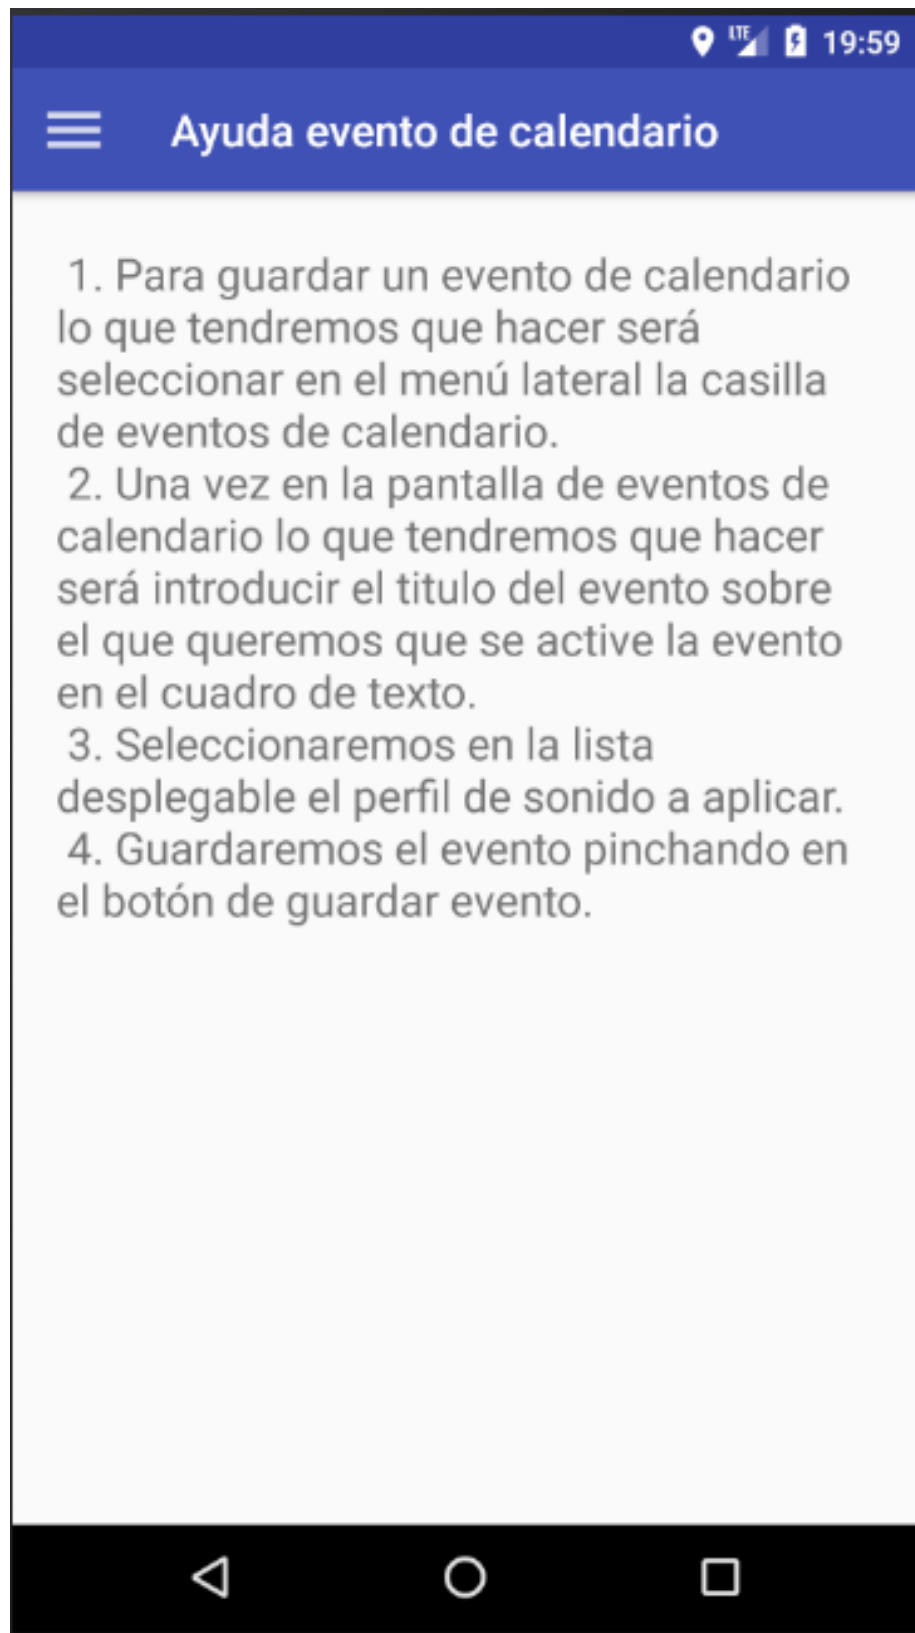 LTE 19:59
Ayuda evento de calendario
1. Para guardar un evento de calendario
lo que tendremos que hacer será
seleccionar en el menú lateral la casilla
de eventos de calendario.
2. Una vez en la pantalla de eventos de
calendario lo que tendremos que hacer
será introducir el titulo del evento sobre
el que queremos que se active la evento
en el cuadro de texto.
3. Seleccionaremos en la lista
desplegable el perfil de sonido a aplicar.
4. Guardaremos el evento pinchando en
el botón de guardar evento.